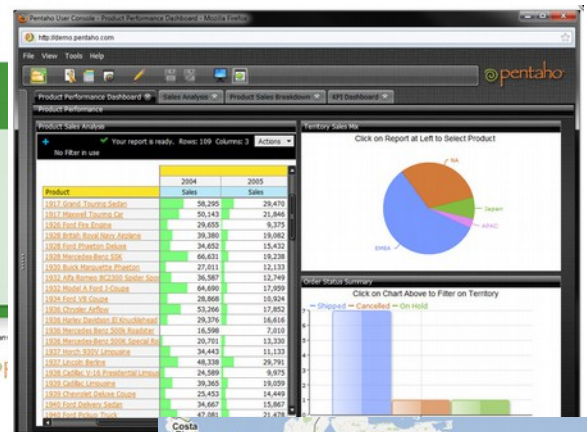 Pentaho User Console - Product Performance Dashboard - Mozilla Firefox
http://demo.pentaho.com
File View Tools Help
pentaho
Product Performance Dashboard
Sales Analysis
Product Sales Breakdown
KPI Dashboard
Product Performance
Product Sales Analysis
Your report is ready. Rows: 109 Columns: 3 Actions
No Filter in use
2004 2005
Product Sales Sales
1917 Grand Touring Sedan 58,295 29,470
1917 Maxwell Touring Car 50,143 21,846
1926 Ford Fire Engine 29,655 9,375
1928 British Royal Navy Airplane 39,380 19,082
1928 Ford Phaeton Deluxe 34,652 15,432
1928 Mercedes-Benz SSK 66,631 19,238
1930 Buick Marquette Phaeton 27,011 12,133
1932 Alfa Romeo 8C2300 Spider Spo 36,587 12,749
1932 Model A Ford J-Coupe 64,690 17,959
1934 Ford V8 Coupe 28,668 10,924
1936 Chrysler Airflow 53,266 17,852
1936 Harley Davidson El Knucklehead 29,376 16,616
1936 Mercedes Benz 500k Roadster 16,598 7,010
1936 Mercedes-Benz 500K Special Ro 20,701 13,330
1937 Horch 930V Limousine 34,443 11,133
1937 Lincoln Berline 48,338 29,791
1938 Cadillac V-16 Presidential Limous 24,589 9,975
1939 Cadillac Limousine 39,365 19,059
1939 Chevrolet Deluxe Coupe 25,453 14,449
1940 Ford Delivery Sedan 34,667 15,867
1940 Ford Pickup Truck 47,081 21,478
Territory Sales Mix
Click on Report at Left to Select Product
NA
Japan
APAC
EMEA
Order Status Summary
Click on Chart Above to Filter on Territory
Shipped Cancelled On Hold
7
6
5
4
3
2
1
Costa